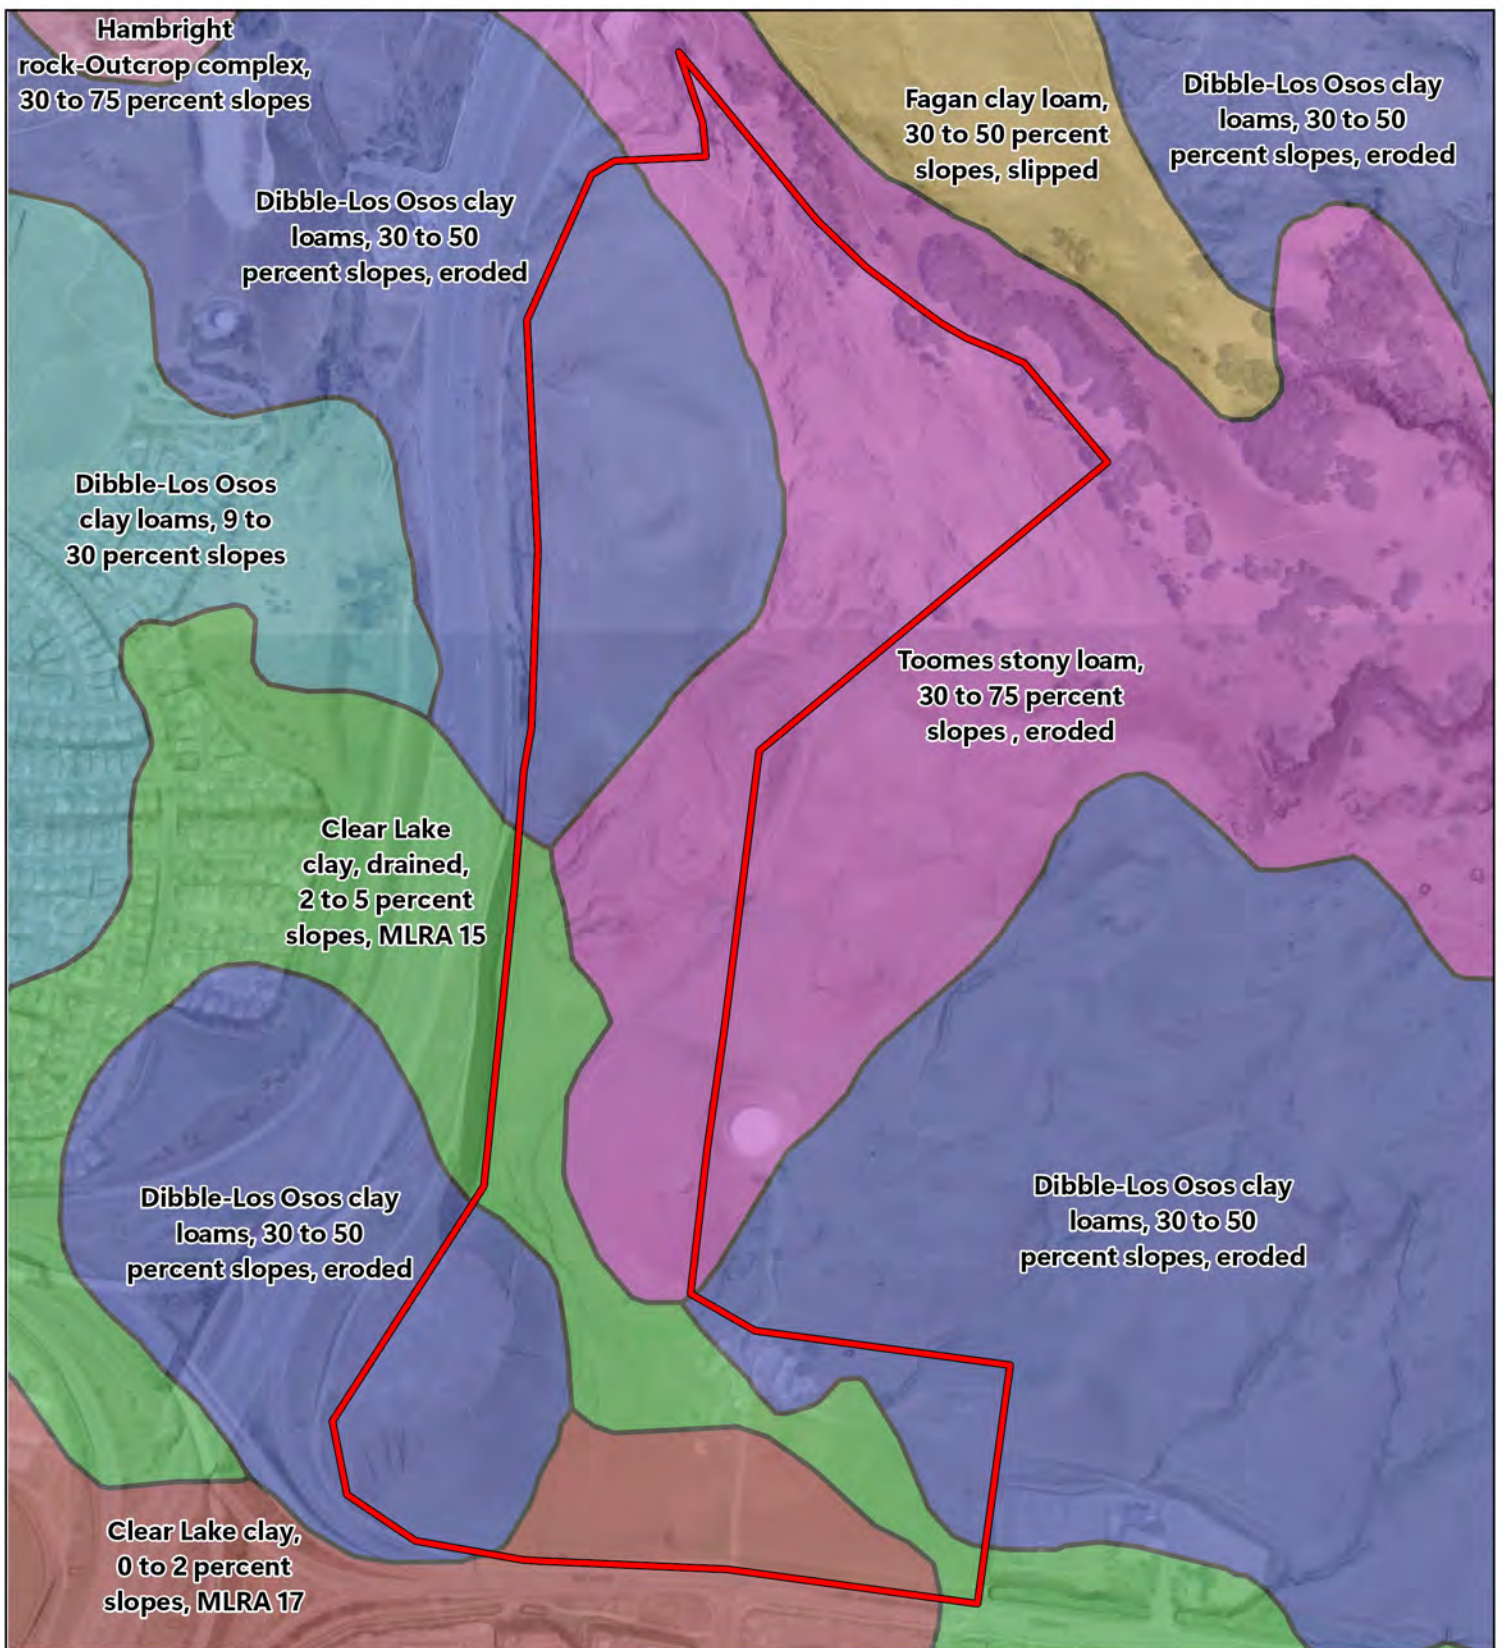 Hambright
rock-Outcrop complex,
30 to 75 percent slopes
Fagan clay loam,
30 to 50 percent
slopes, slipped
Dibble-Los Osos clay
loams, 30 to 50
percent slopes, eroded
Dibble-Los Osos clay
loams, 30 to 50
percent slopes, eroded
Dibble-Los Osos
clay loams, 9 to
30 percent slopes
Toomes stony loam,
30 to 75 percent
slopes , eroded
Clear Lake
clay, drained,
2 to 5 percent
slopes, MLRA 15
Dibble-Los Osos clay
loams, 30 to 50
percent slopes, eroded
Dibble-Los Osos clay
loams, 30 to 50
percent slopes, eroded
Clear Lake clay,
0 to 2 percent
slopes, MLRA 17